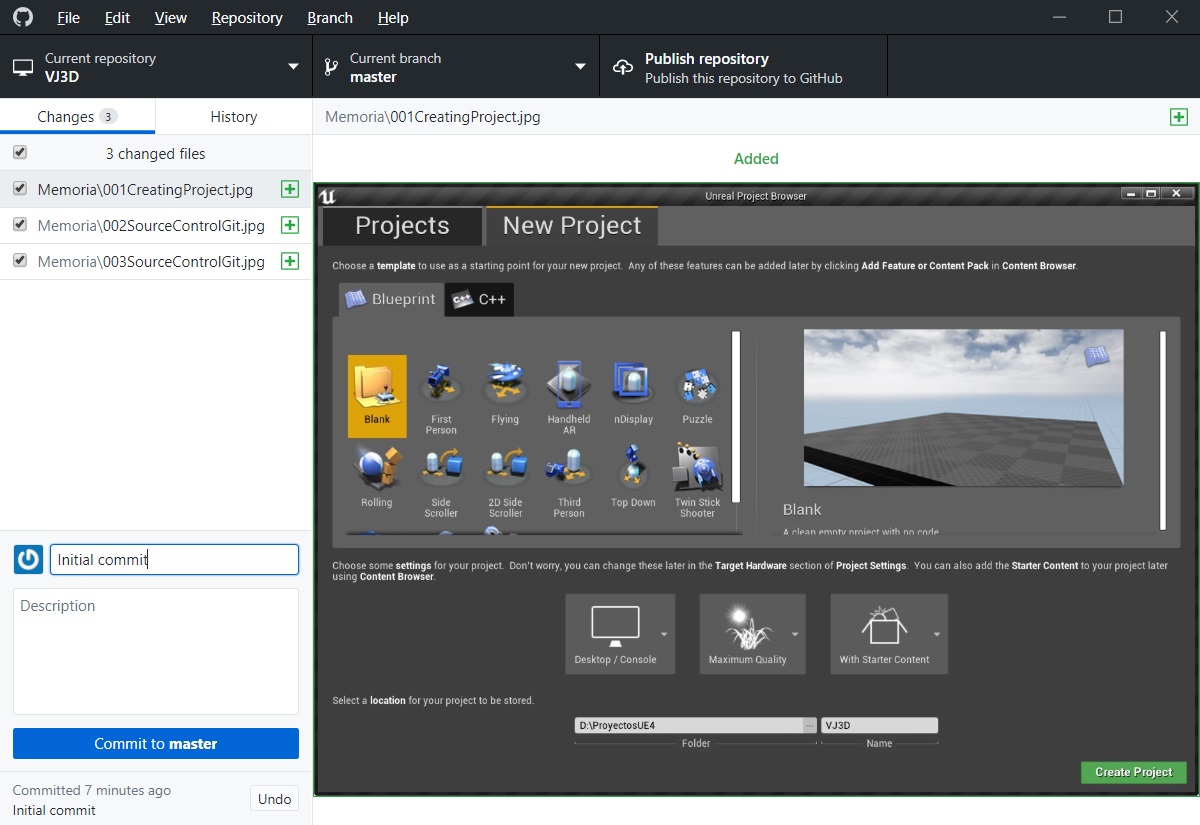 File Edit View Repository Branch Help
Current repository
VJ3D
Current branch
master
Publish repository
Publish this repository to GitHub
Changes 3
History
Memoria\001CreatingProject.jpg
3 changed files
Added
Memoria\001CreatingProject.jpg
Memoria\002SourceControlGit.jpg
Memoria\003SourceControlGit.jpg
Initial commit
Description
Commit to master
Committed 7 minutes ago
Initial commit
Undo
Unreal Project Browser
Projects
New Project
Choose a template to use as a starting point for your new project. Any of these features can be added later by clicking Add Feature or Content Pack in Content Browser.
Blueprint
C++ C++
Blank
First
Person
Flying
Handheld
AR
nDisplay
Puzzle
Rolling
Side
Scroller
2D Side
Scroller
Third
Person
Top Down
Twin Stick
Shooter
Blank
A clean empty project with no code.
Choose some settings for your project. Don't worry, you can change these later in the Target Hardware section of Project Settings. You can also add the Starter Content to your project later
using Content Browser.
Desktop / Console
Maximum Quality
With Starter Content
Select a location for your project to be stored.
D:\ProyectosUE4
...
VJ3D
Folder
Name
Create Project